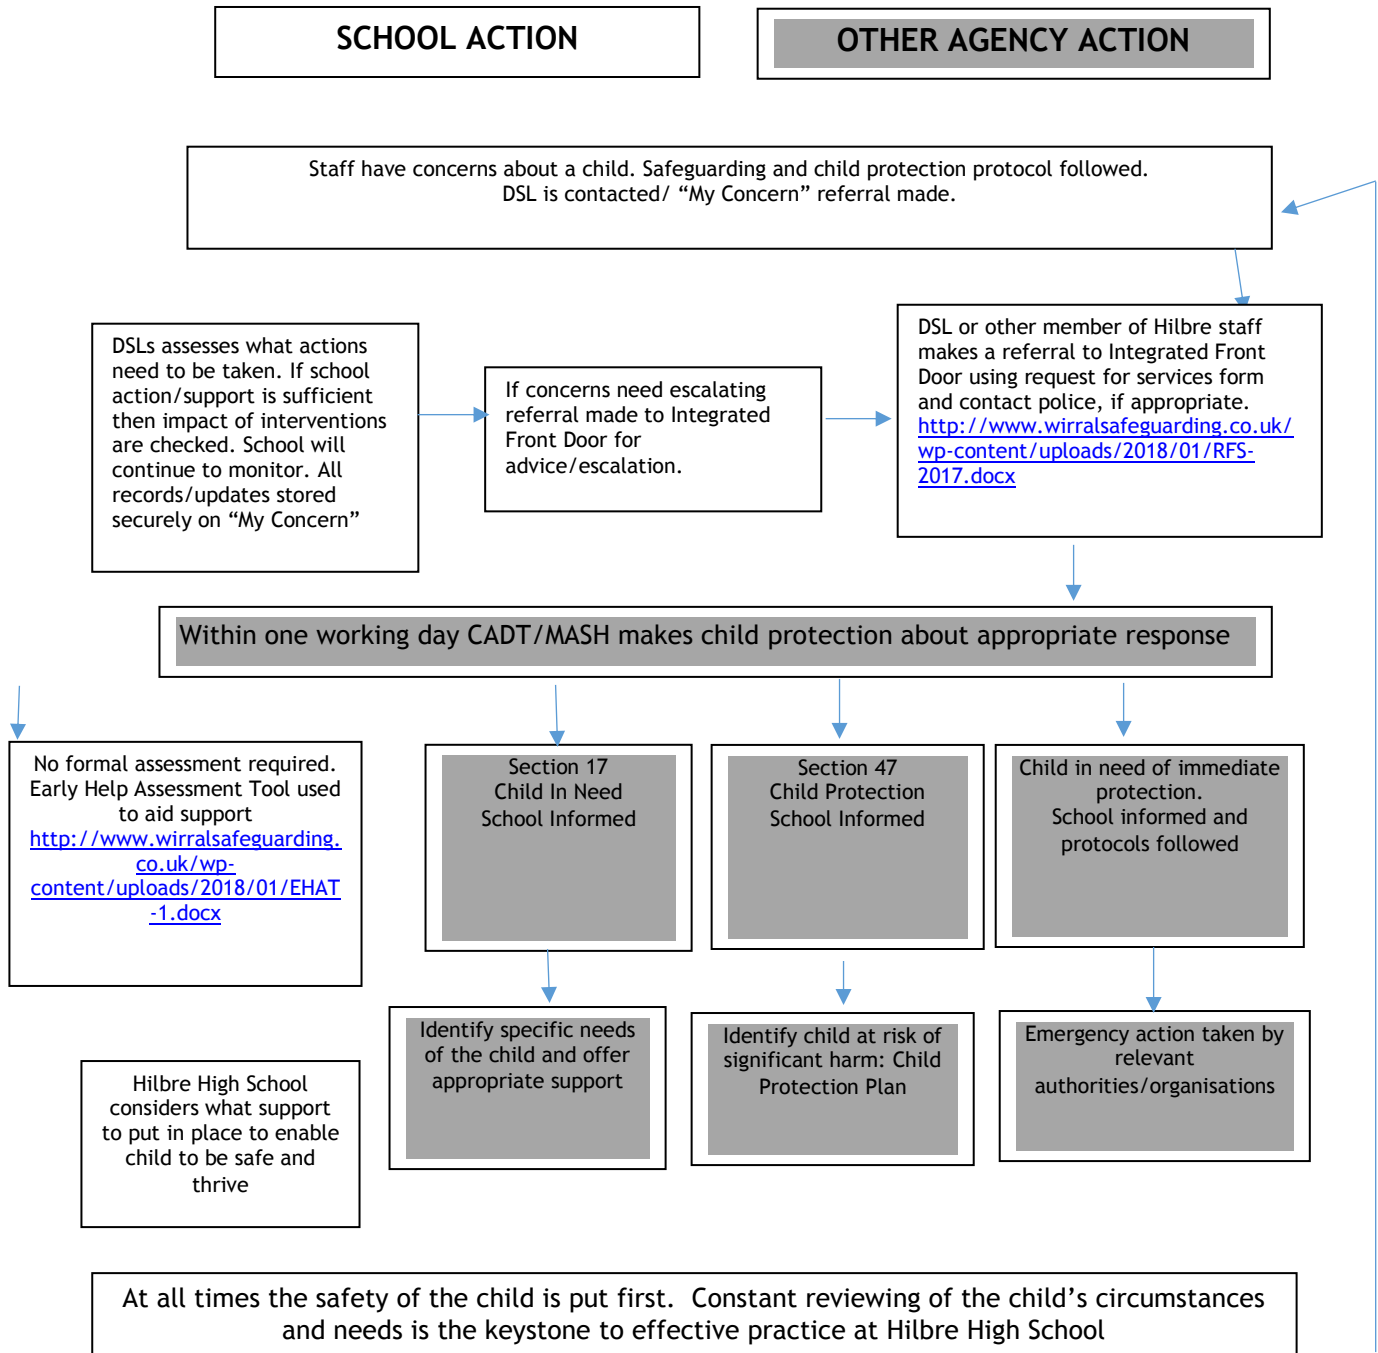 SCHOOL ACTION
OTHER AGENCY ACTION
Staff have concerns about a child. Safeguarding and child protection protocol followed.
DSL is contacted/ “My Concern” referral made.
DSLs assesses what actions
need to be taken. If school
action/support is sufficient
then impact of interventions
are checked. School will
continue to monitor. All
records/updates stored
securely on “My Concern”
If concerns need escalating
referral made to Integrated
Front Door for
advice/escalation.
DSL or other member of Hilbre staff
makes a referral to Integrated Front
Door using request for services form
and contact police, if appropriate.
http://www.wirralsafeguarding.co.uk/
wp-content/uploads/2018/01/RFS-
2017.docx
Within one working day CADT/MASH makes child protection about appropriate response
No formal assessment required.
Early Help Assessment Tool used
to aid support
http://www.wirralsafeguarding.
co.uk/wp-
content/uploads/2018/01/EHAT
-1.docx
Section 17
Child In Need
School Informed
Section 47
Child Protection
School Informed
Child in need of immediate
protection.
School informed and
protocols followed
Identify specific needs
of the child and offer
appropriate support
Identify child at risk of
significant harm: Child
Protection Plan
Emergency action taken by
relevant
authorities/organisations
Hilbre High School
considers what support
to put in place to enable
child to be safe and
thrive
At all times the safety of the child is put first. Constant reviewing of the child’s circumstances
and needs is the keystone to effective practice at Hilbre High School